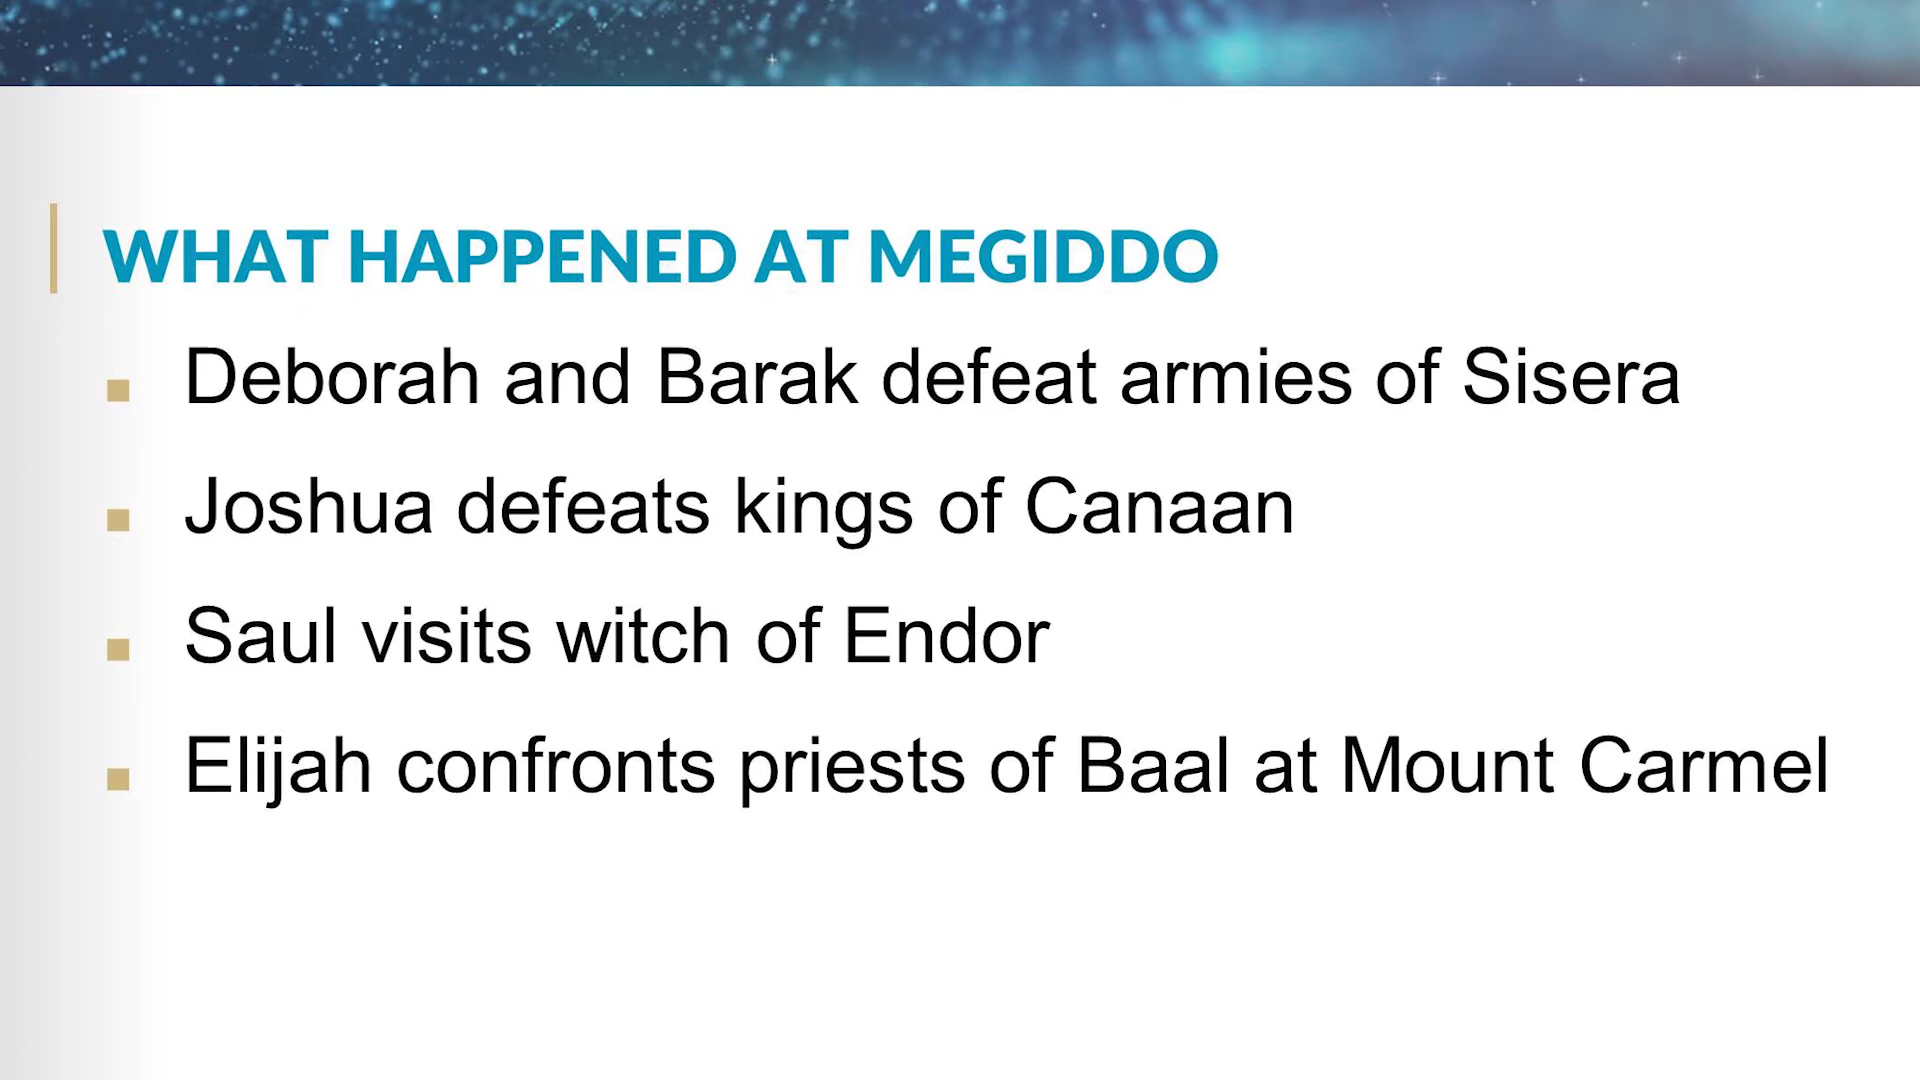 WHAT HAPPENED AT MEGIDDO
Deborah and Barak defeat armies of Sisera
Joshua defeats kings of Canaan
Saul visits witch of Endor
Elijah confronts priests of Baal at Mount Carmel